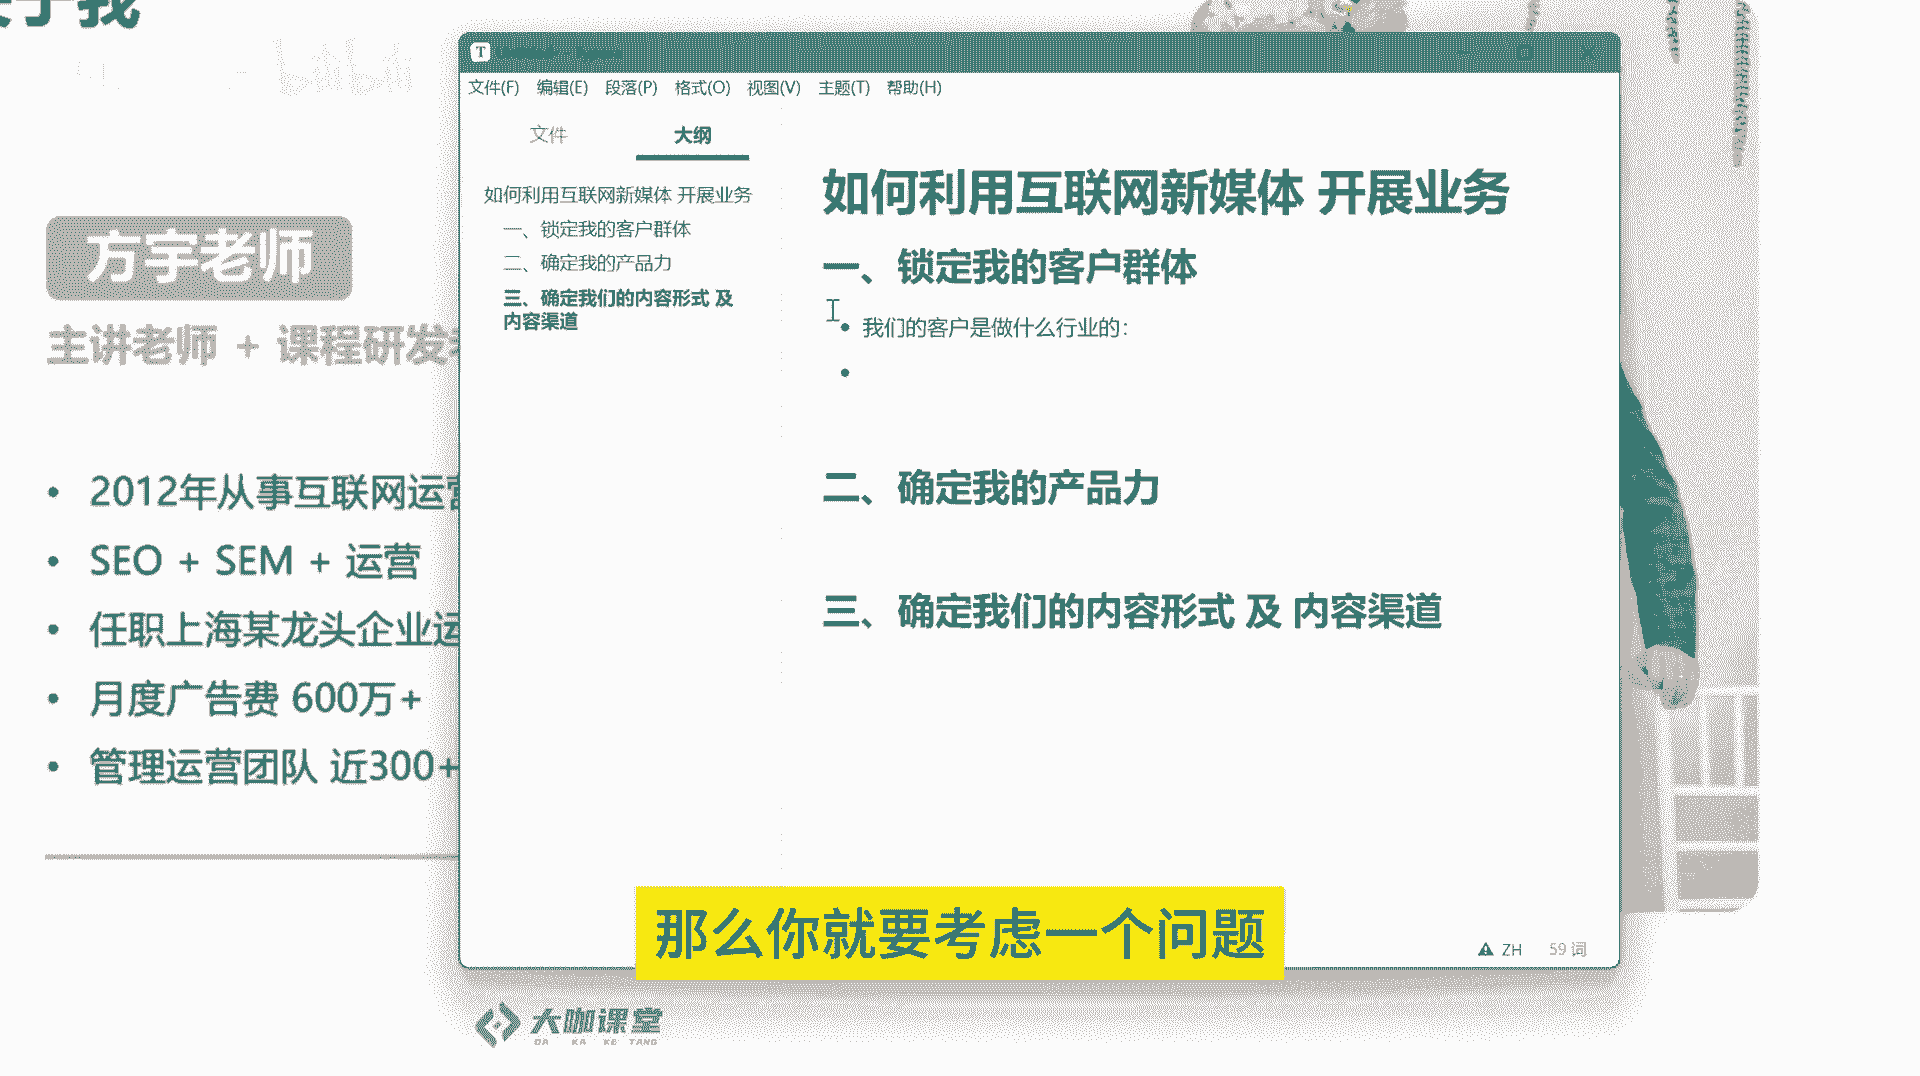 于我
bilibili
方宇老师
主讲老师 + 课程研发
2012年从事互联网运营
SEO + SEM + 运营
任职上海某龙头企业运
月度广告费 600万+
管理运营团队 近300+
T
文件(F) 编辑(E) 段落(P) 格式(O) 视图(V) 主题(T) 帮助(H)
文件 大纲
如何利用互联网新媒体 开展业务
一、锁定我的客户群体
二、确定我的产品力
三、确定我们的内容形式 及
内容渠道
如何利用互联网新媒体 开展业务
一、锁定我的客户群体
我们的客户是做什么行业的：
二、确定我的产品力
三、确定我们的内容形式 及 内容渠道
ZH 59 词
那么你就要考虑一个问题
大咖课堂
DA KA KE TANG